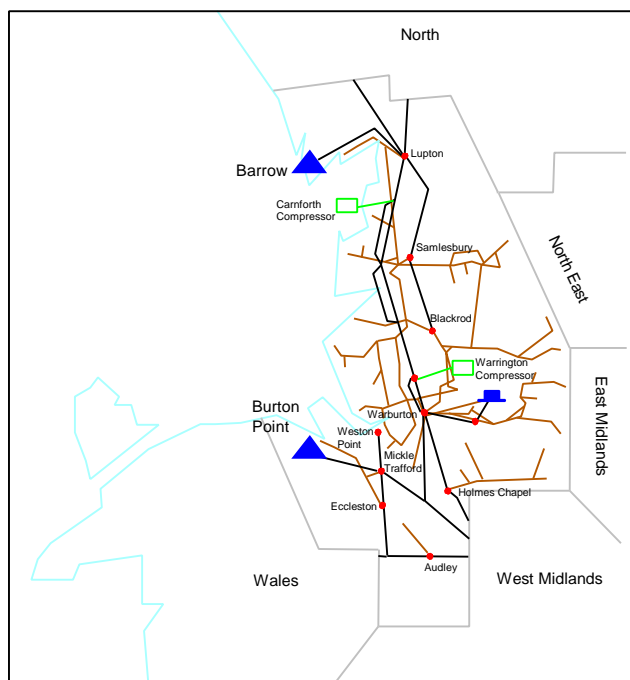 North
Lupton
Barrow
Carnforth
Compressor
Samlesbury
North East
Blackrod
Warrington
Compressor
East Midlands
Burton
Point
Warburton
Weston
Point
Mickle
Trafford
Holmes Chapel
Eccleston
Audley
Wales
West Midlands